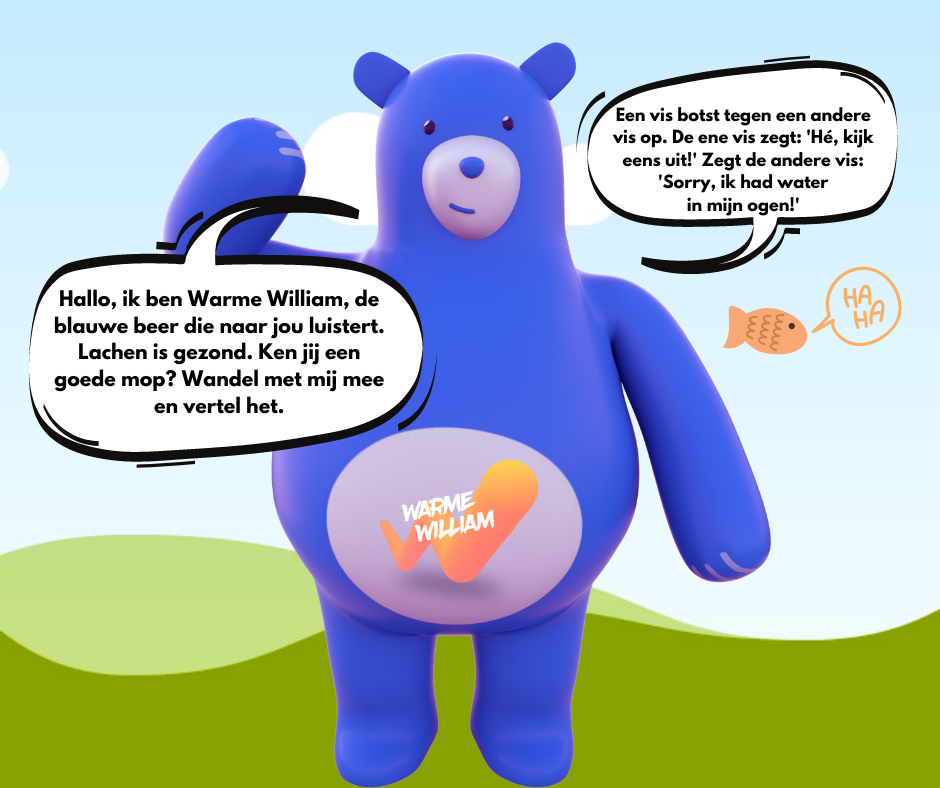 Een vis botst tegen een andere
vis op. De ene vis zegt: 'Hé, kijk
eens uit!' Zegt de andere vis:
'Sorry, ik had water
in mijn ogen!'
Hallo, ik ben Warme William, de
blauwe beer die naar jou luistert.
Lachen is gezond. Ken jij een
goede mop? Wandel met mij mee
en vertel het.
HA
HA
WARME
WILLIAM